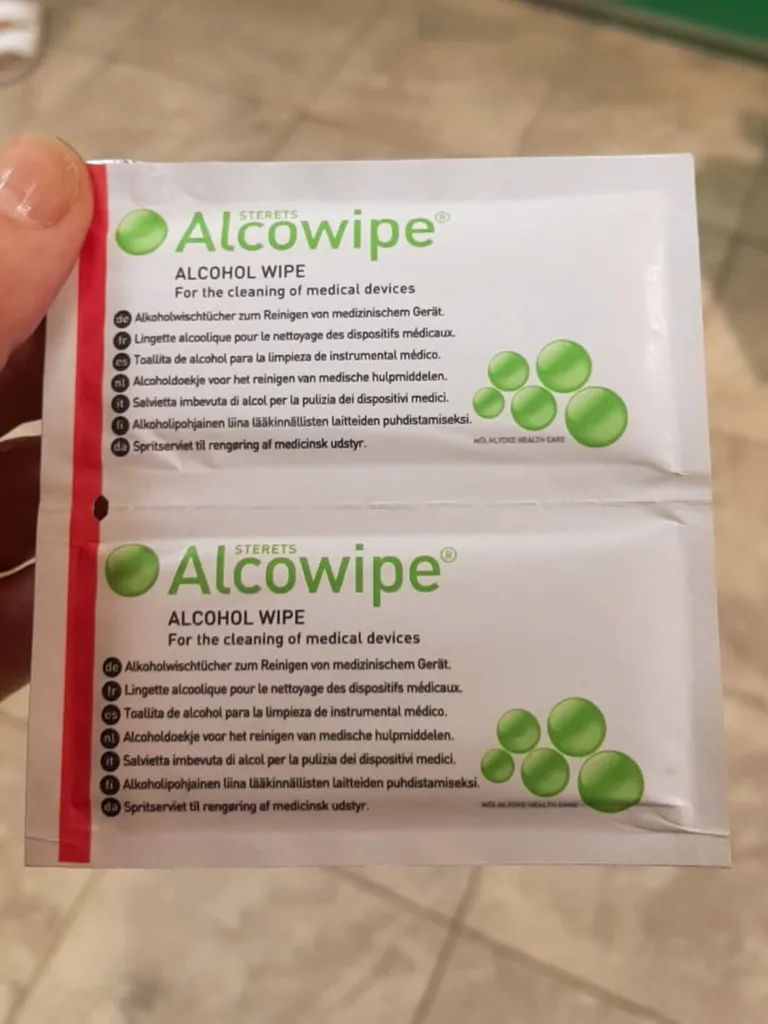 STERETS
Alcowipe®
ALCOHOL WIPE
For the cleaning of medical devices
de Alkoholwischtücher zum Reinigen von medizinischem Gerät.
fr Lingette alcoolique pour le nettoyage des dispositifs médicaux.
es Toallita de alcohol para la limpieza de instrumental médico.
nl Alcoholdoekje voor het reinigen van medische hulpmiddelen.
it Salvietta imbevuta di alcol per la pulizia dei dispositivi medici.
fi Alkoholipohjainen liina lääkinnällisten laitteiden puhdistamiseksi.
da Spritserviet til rengøring af medicinsk udstyr.
MÖLNLYCKE HEALTH CARE
STERETS
Alcowipe®
ALCOHOL WIPE
For the cleaning of medical devices
de Alkoholwischtücher zum Reinigen von medizinischem Gerät.
fr Lingette alcoolique pour le nettoyage des dispositifs médicaux.
es Toallita de alcohol para la limpieza de instrumental médico.
nl Alcoholdoekje voor het reinigen van medische hulpmiddelen.
it Salvietta imbevuta di alcol per la pulizia dei dispositivi medici.
fi Alkoholipohjainen liina lääkinnällisten laitteiden puhdistamiseksi.
da Spritserviet til rengøring af medicinsk udstyr.
MÖLNLYCKE HEALTH CARE